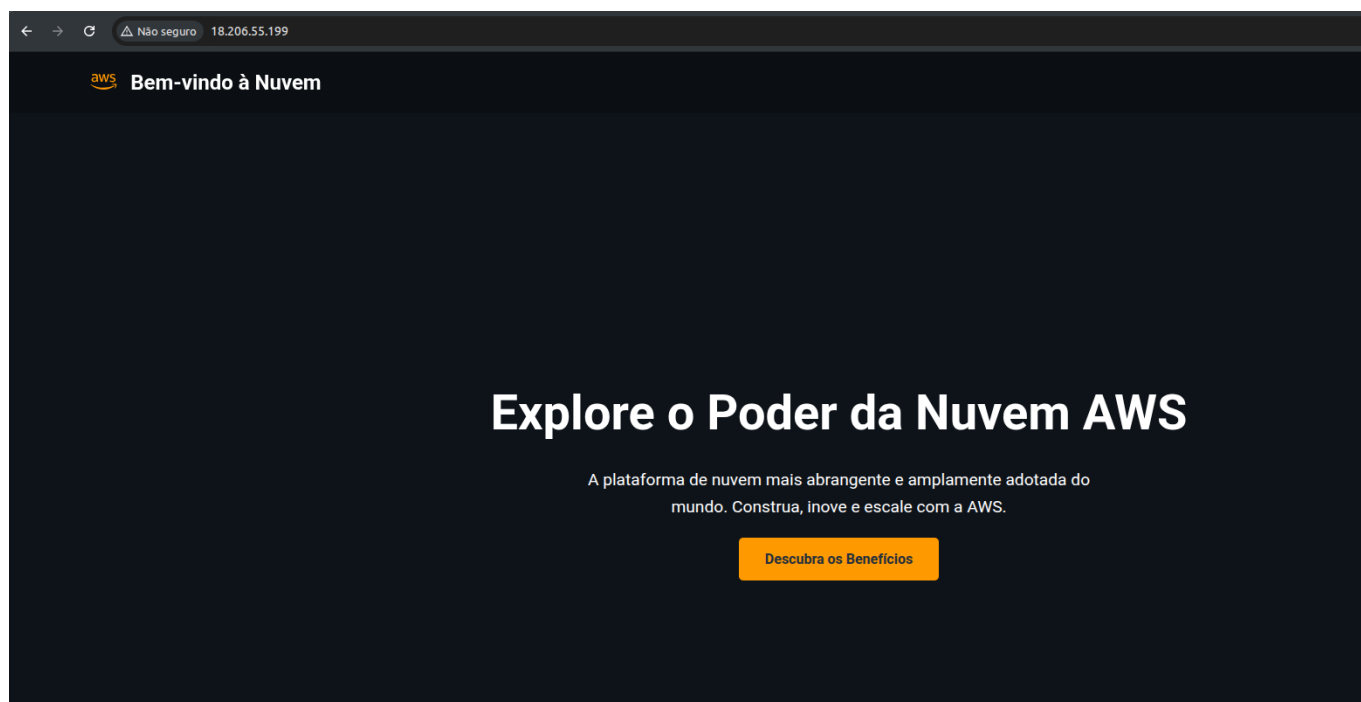 Não seguro 18.206.55.199
aws Bem-vindo à Nuvem
Explore o Poder da Nuvem AWS
A plataforma de nuvem mais abrangente e amplamente adotada do
mundo. Construa, inove e escale com a AWS.
Descubra os Benefícios